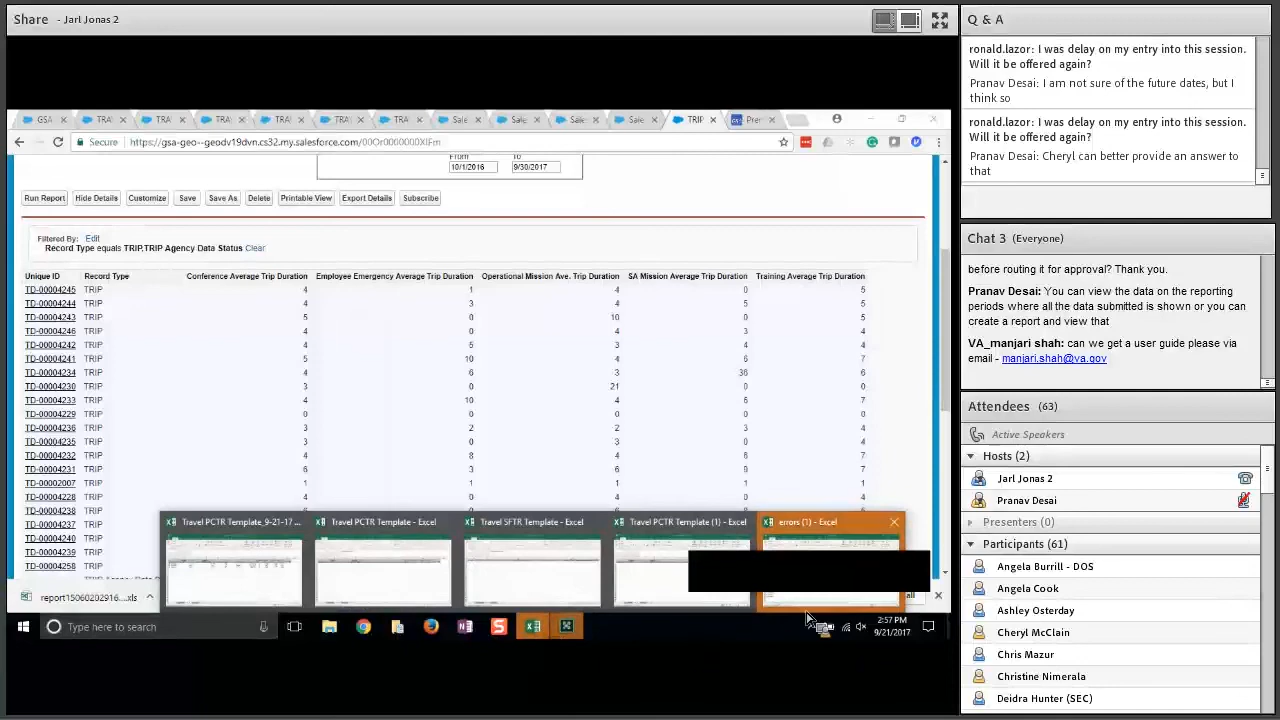 Share - Jarl Jonas 2
GSA TRA TRA TRA TRA TRA TRA Sale Sale Sale Sale TRIP Pren
Secure https://gsa-geo--geodv19dvn.cs32.my.salesforce.com/00Or0000000XIFm
From To
10/1/2016 9/30/2017
Run Report Hide Details Customize Save Save As Delete Printable View Export Details Subscribe
Filtered By: Edit
Record Type equals TRIP,TRIP Agency Data Status Clear
Unique ID Record Type Conference Average Trip Duration Employee Emergency Average Trip Duration Operational Mission Ave. Trip Duration SA Mission Average Trip Duration Training Average Trip Duration
TD-00004245 TRIP 4 1 4 0 5
TD-00004244 TRIP 4 3 4 5 5
TD-00004243 TRIP 5 0 10 0 5
TD-00004246 TRIP 4 0 4 3 4
TD-00004242 TRIP 4 5 3 4 4
TD-00004241 TRIP 5 10 4 6 7
TD-00004234 TRIP 4 6 3 36 6
TD-00004230 TRIP 3 0 21 0 0
TD-00004233 TRIP 4 10 4 6 7
TD-00004229 TRIP 0 0 0 0 0
TD-00004236 TRIP 3 2 2 3 4
TD-00004235 TRIP 3 0 3 0 4
TD-00004232 TRIP 4 8 4 6 7
TD-00004231 TRIP 6 3 6 9 7
TD-00002007 TRIP 1 1 1 1 1
TD-00004228 TRIP 4 0 4 0 4
TD-00004238
TD-00004237
TD-00004240
TD-00004239
TD-00004258
Travel PCTR Template_9-21-17 ... Travel PCTR Template - Excel Travel SFTR Template - Excel Travel PCTR Template (1) - Excel errors (1) - Excel
report15060202916....xls
all
Type here to search
2:57 PM
9/21/2017
Q & A
ronald.lazor: I was delay on my entry into this session.
Will it be offered again?
Pranav Desai: I am not sure of the future dates, but I
think so
ronald.lazor: I was delay on my entry into this session.
Will it be offered again?
Pranav Desai: Cheryl can better provide an answer to
that
Chat 3 (Everyone)
before routing it for approval? Thank you.
Pranav Desai: You can view the data on the reporting
periods where all the data submitted is shown or you can
create a report and view that
VA_manjari shah: can we get a user guide please via
email - manjari.shah@va.gov
Attendees (63)
Active Speakers
Hosts (2)
Jarl Jonas 2
Pranav Desai
Presenters (0)
Participants (61)
Angela Burrill - DOS
Angela Cook
Ashley Osterday
Cheryl McClain
Chris Mazur
Christine Nimerala
Deidra Hunter (SEC)